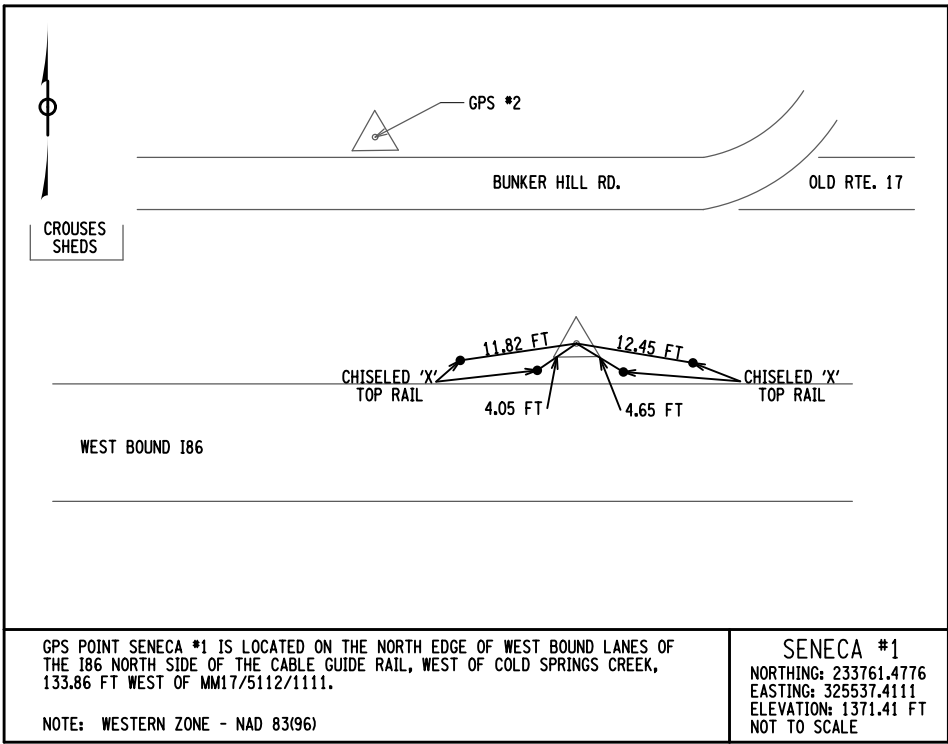 GPS #2
BUNKER HILL RD.
OLD RTE. 17
CROUSES
SHEDS
11.82 FT
12.45 FT
CHISELED 'X'
TOP RAIL
CHISELED 'X'
TOP RAIL
4.05 FT
4.65 FT
WEST BOUND I86
GPS POINT SENECA #1 IS LOCATED ON THE NORTH EDGE OF WEST BOUND LANES OF
THE I86 NORTH SIDE OF THE CABLE GUIDE RAIL, WEST OF COLD SPRINGS CREEK,
133.86 FT WEST OF MM17/5112/1111.
NOTE: WESTERN ZONE - NAD 83(96)
SENECA #1
NORTHING: 233761.4776
EASTING: 325537.4111
ELEVATION: 1371.41 FT
NOT TO SCALE